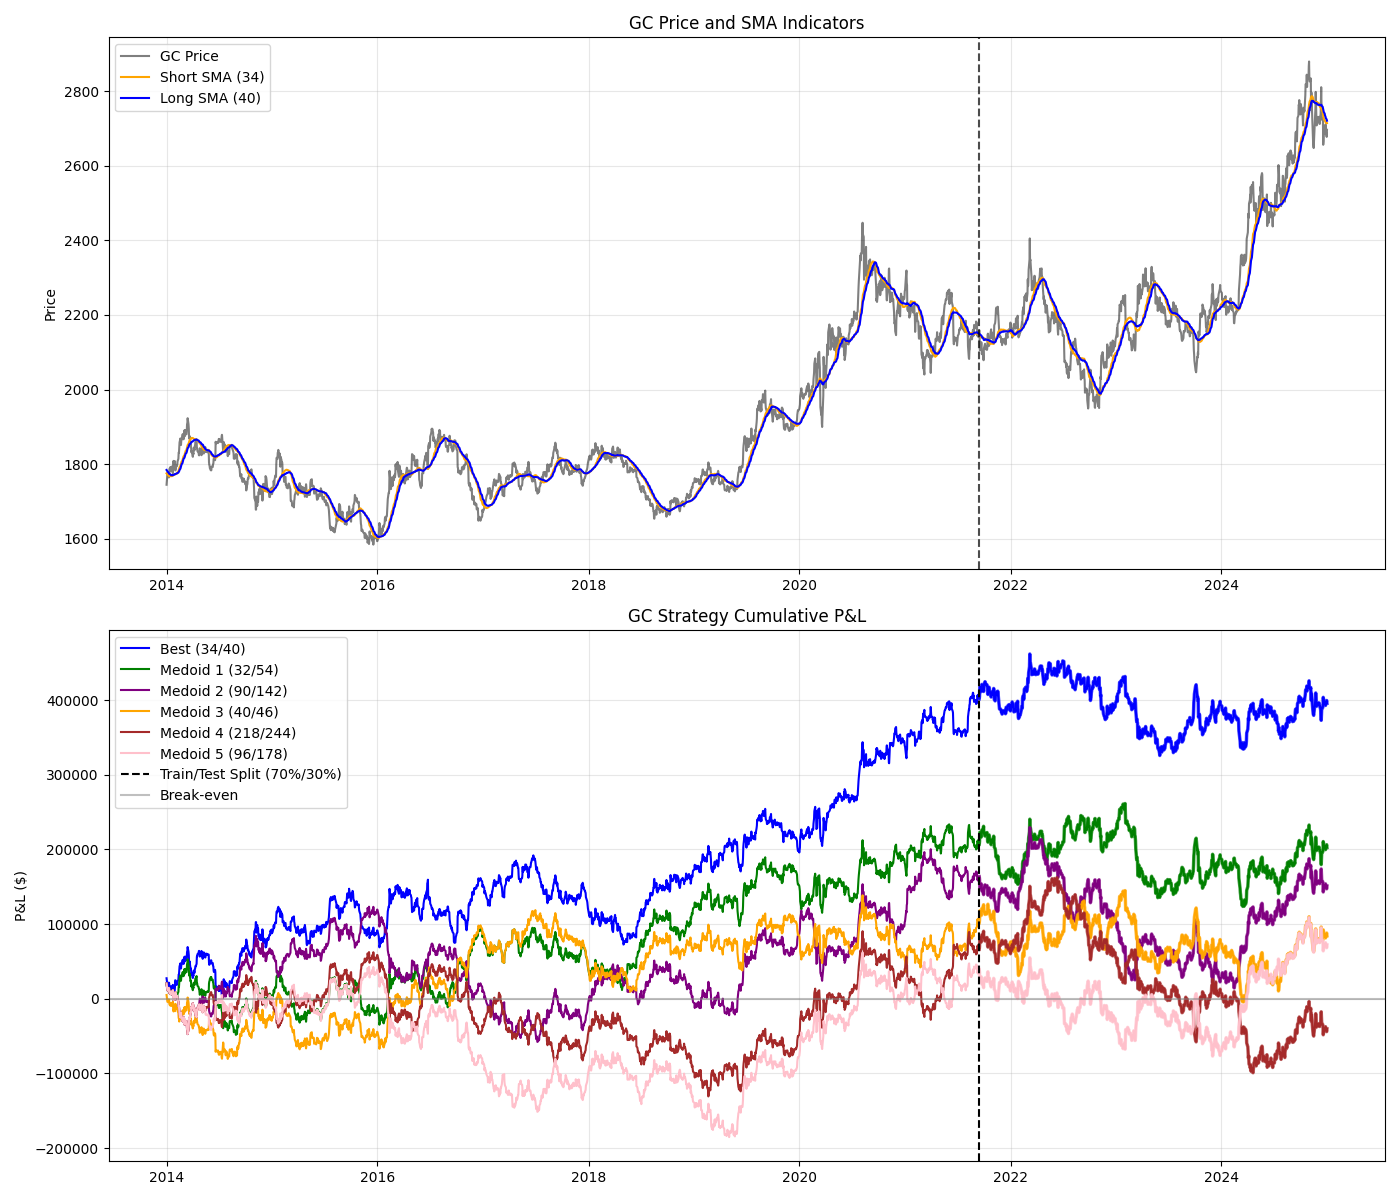 GC Price and SMA Indicators
GC Price
Short SMA (34)
Long SMA (40)
Price
2800
2600
2400
2200
2000
1800
1600
2014
2016
2018
2020
2022
2024
GC Strategy Cumulative P&L
Best (34/40)
Medoid 1 (32/54)
Medoid 2 (90/142)
Medoid 3 (40/46)
Medoid 4 (218/244)
Medoid 5 (96/178)
Train/Test Split (70%/30%)
Break-even
P&L ($)
400000
300000
200000
100000
0
−100000
−200000
2014
2016
2018
2020
2022
2024